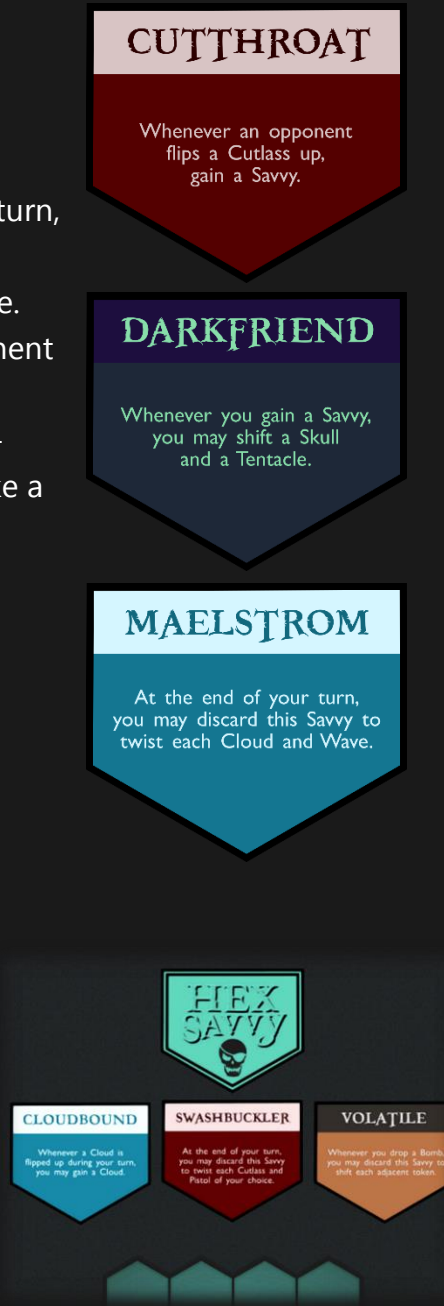 CUTTHROAT
Whenever an opponent
flips a Cutlass up,
gain a Savvy.
turn,
e.
DARKFRIEND
Whenever you gain a Savvy,
you may shift a Skull
and a Tentacle.
a
MAELSTROM
At the end of your turn,
you may discard this Savvy to
twist each Cloud and Wave.
HEX
SAVVY
CLOUDBOUND
Whenever a Cloud is
flipped up during your turn,
you may gain a Cloud.
SWASHBUCKLER
At the end of your turn,
you may discard this Savvy
to twist each Cutlass and
Pistol of your choice.
VOLATILE
Whenever you drop a Bomb,
you may discard this Savvy to
shift each adjacent token.